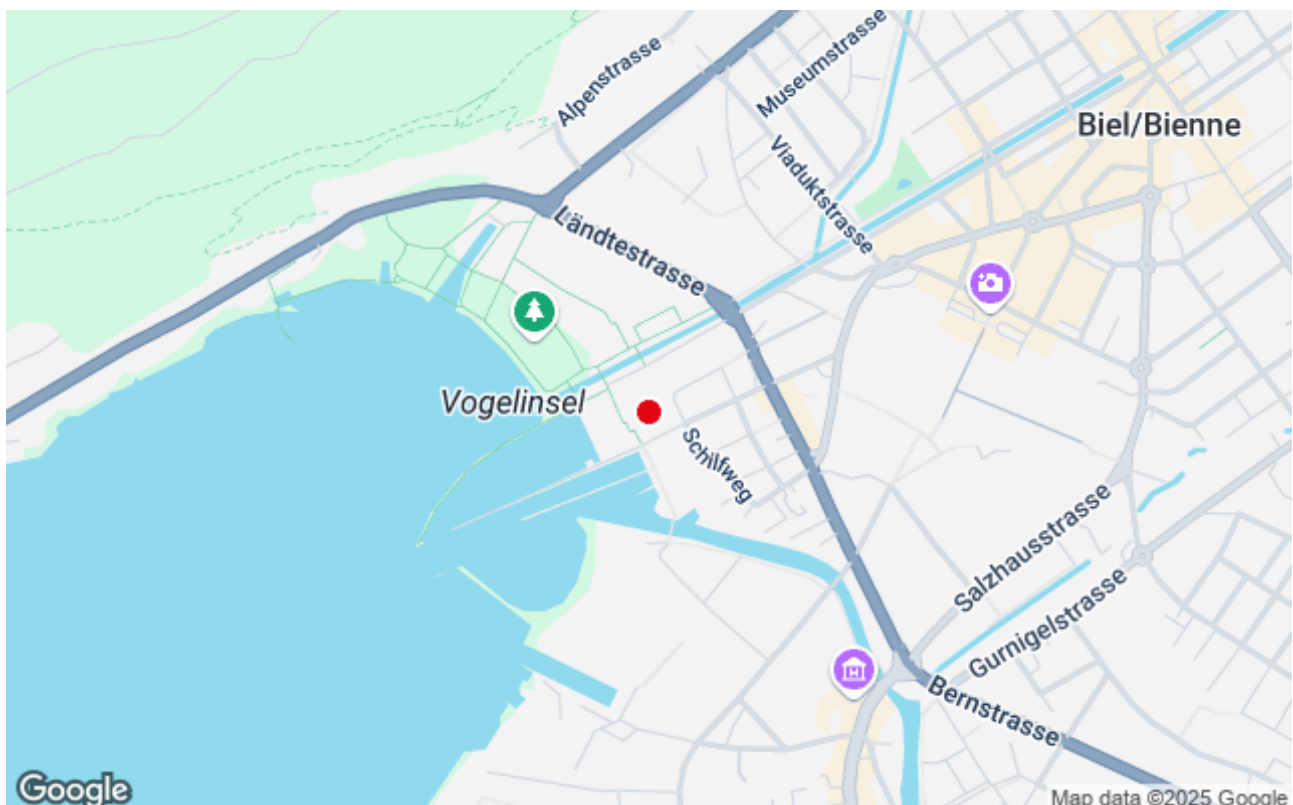 Alpenstrasse
Museumstrasse
Biel/Bienne
Viaduktstrasse
Ländtestrasse
Vogelinsel
Schilfweg
Salzhausstrasse
Gurnigelstrasse
Bernstrasse
Google
Map data ©2025 Google